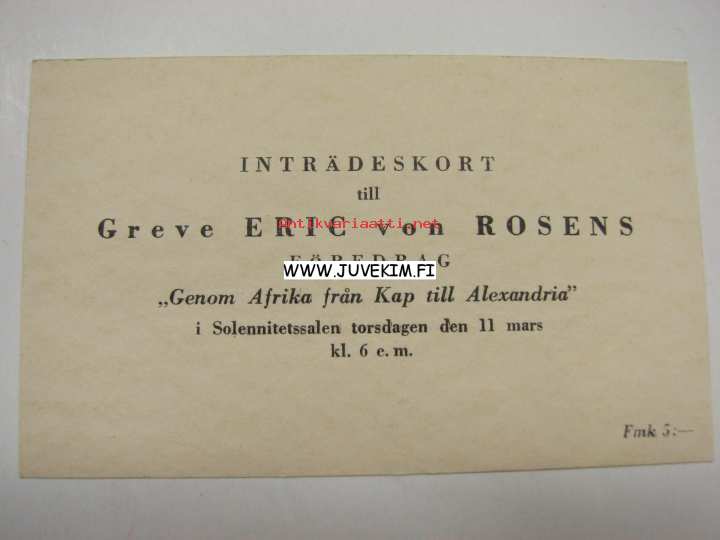 INTRÄDESKORT
till
Greve ERIC von ROSENS
antikvariaatti.net
FÖREDRAG
WWW.JUVEKIM.FI
„Genom Afrika från Kap till Alexandria”
i Solennitetssalen torsdagen den 11 mars
kl. 6 e. m.
Fmk 5:—